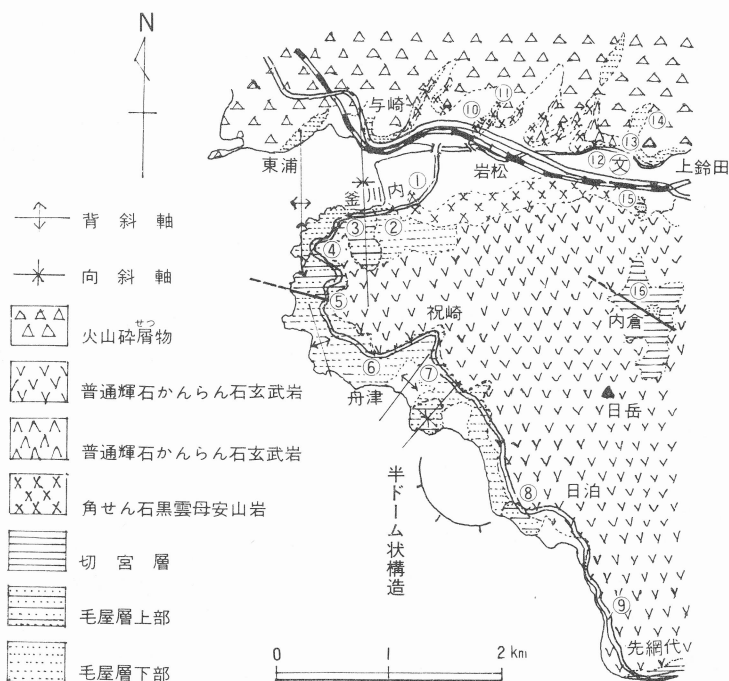 N
背斜軸
向斜軸
火山砕屑物
せつ
普通輝石かんらん石玄武岩
普通輝石かんらん石玄武岩
角せん石黒雲母安山岩
切宮層
毛屋層上部
毛屋層下部
与崎
⑪
⑩
⑭
⑬
⑫
文
上鈴田
東浦
岩松
釜
川内
①
⑮
③
②
④
⑤
⑯
内倉
祝崎
⑥
⑦
舟津
日岳
半ドーム状構造
⑧
日泊
⑨
先網代
0 1 2 km